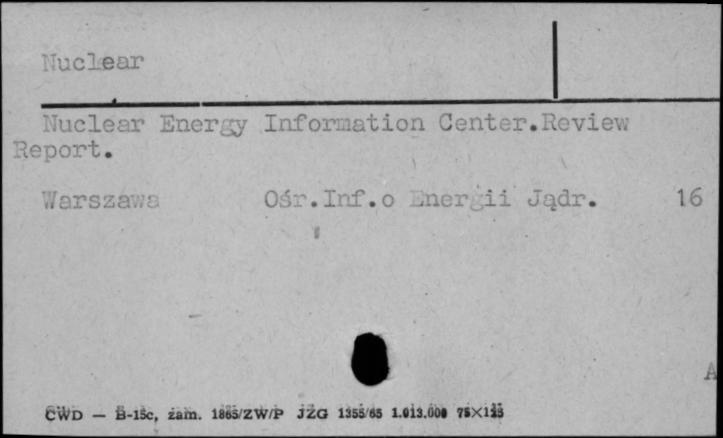 Nuclear
Nuclear Energy Information Center.Review
Report.
Warszawa Ośr.Inf.o Energii Jądr. 16
A
CWD — B-15c, zam. 1865/ZW/P JZG 1355/65 1.013.000 75×125